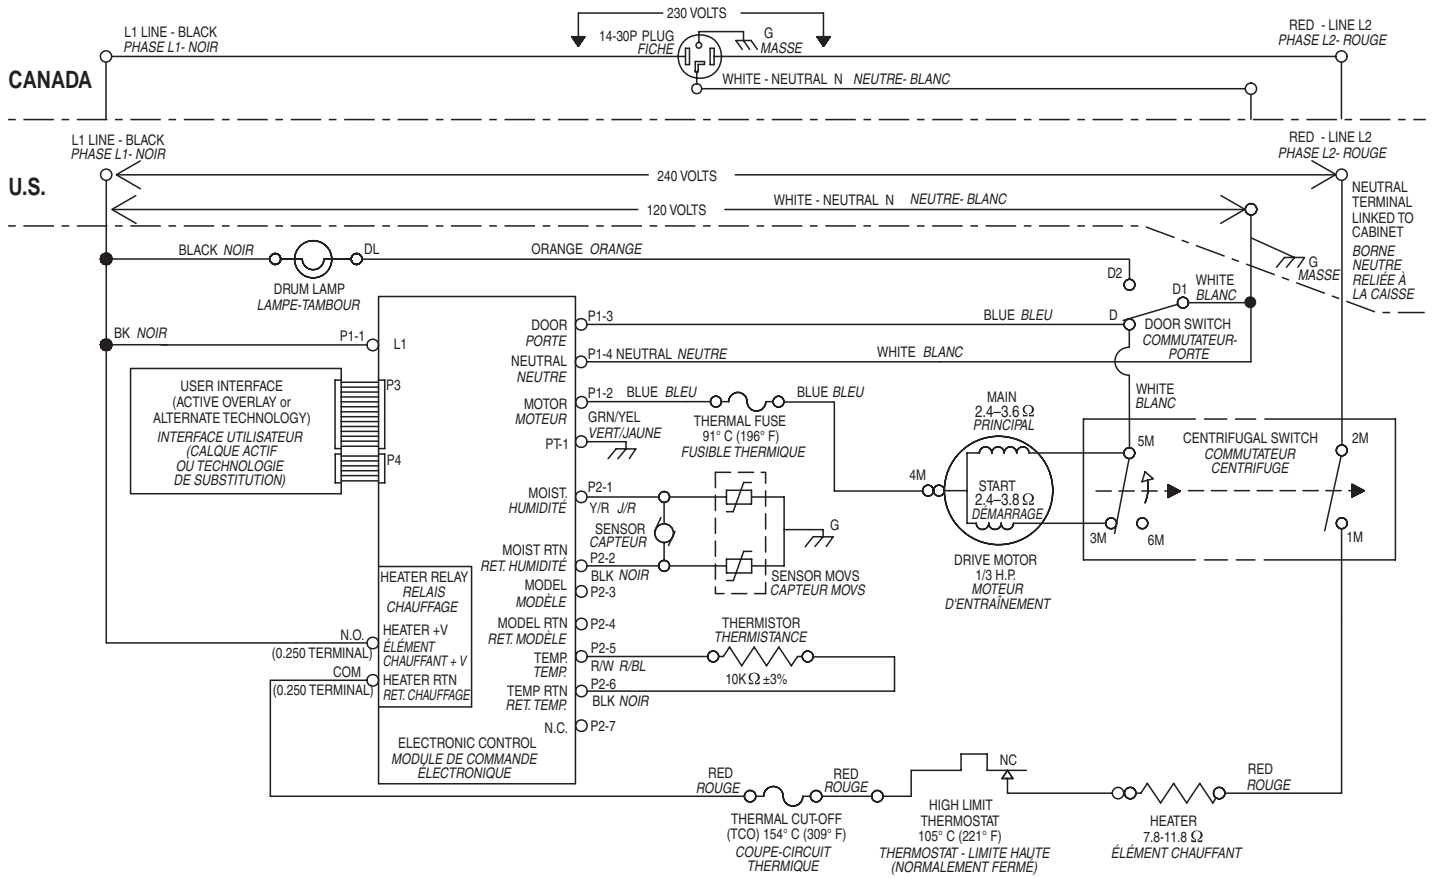 230 VOLTS
L1 LINE - BLACK
PHASE L1- NOIR
14-30P PLUG
FICHE
G
MASSE
RED - LINE L2
PHASE L2- ROUGE
CANADA
WHITE - NEUTRAL N NEUTRE- BLANC
L1 LINE - BLACK
PHASE L1- NOIR
RED - LINE L2
PHASE L2- ROUGE
U.S.
240 VOLTS
120 VOLTS
WHITE - NEUTRAL N NEUTRE- BLANC
NEUTRAL
TERMINAL
LINKED TO
CABINET
BORNE
NEUTRE
RELIÉE À
LA CAISSE
G
MASSE
BLACK NOIR
DL
ORANGE ORANGE
DRUM LAMP
LAMPE-TAMBOUR
D2
D1
WHITE
BLANC
D
DOOR SWITCH
COMMUTATEUR-
PORTE
BK NOIR
P1-1
L1
DOOR
PORTE
P1-3
BLUE BLEU
NEUTRAL
NEUTRE
P1-4 NEUTRAL NEUTRE
WHITE BLANC
USER INTERFACE
(ACTIVE OVERLAY or
ALTERNATE TECHNOLOGY)
INTERFACE UTILISATEUR
(CALQUE ACTIF
OU TECHNOLOGIE
DE SUBSTITUTION)
P3
P4
MOTOR
MOTEUR
P1-2
BLUE BLEU
BLUE BLEU
THERMAL FUSE
91° C (196° F)
FUSIBLE THERMIQUE
GRN/YEL
VERT/JAUNE
PT-1
WHITE
BLANC
MAIN
2.4–3.6 Ω
PRINCIPAL
4M
START
2.4–3.8 Ω
DÉMARRAGE
DRIVE MOTOR
1/3 H.P.
MOTEUR
D'ENTRAÎNEMENT
5M
CENTRIFUGAL SWITCH
COMMUTATEUR
CENTRIFUGE
2M
3M
6M
1M
MOIST.
HUMIDITÉ
P2-1
Y/R J/R
SENSOR
CAPTEUR
G
MOIST RTN
RET. HUMIDITÉ
P2-2
BLK NOIR
SENSOR MOVS
CAPTEUR MOVS
MODEL
MODÈLE
P2-3
HEATER RELAY
RELAIS
CHAUFFAGE
MODEL RTN
RET. MODÈLE
P2-4
THERMISTOR
THERMISTANCE
10K Ω ±3%
N.O.
(0.250 TERMINAL)
HEATER +V
ÉLÉMENT
CHAUFFANT + V
TEMP.
TEMP.
P2-5
R/W R/BL
COM
(0.250 TERMINAL)
HEATER RTN
RET. CHAUFFAGE
TEMP RTN
RET. TEMP.
P2-6
BLK NOIR
N.C.
P2-7
ELECTRONIC CONTROL
MODULE DE COMMANDE
ÉLECTRONIQUE
RED
ROUGE
RED
ROUGE
NC
RED
ROUGE
THERMAL CUT-OFF
(TCO) 154° C (309° F)
COUPE-CIRCUIT
THERMIQUE
HIGH LIMIT
THERMOSTAT
105° C (221° F)
THERMOSTAT - LIMITE HAUTE
(NORMALEMENT FERMÉ)
HEATER
7.8-11.8 Ω
ÉLÉMENT CHAUFFANT